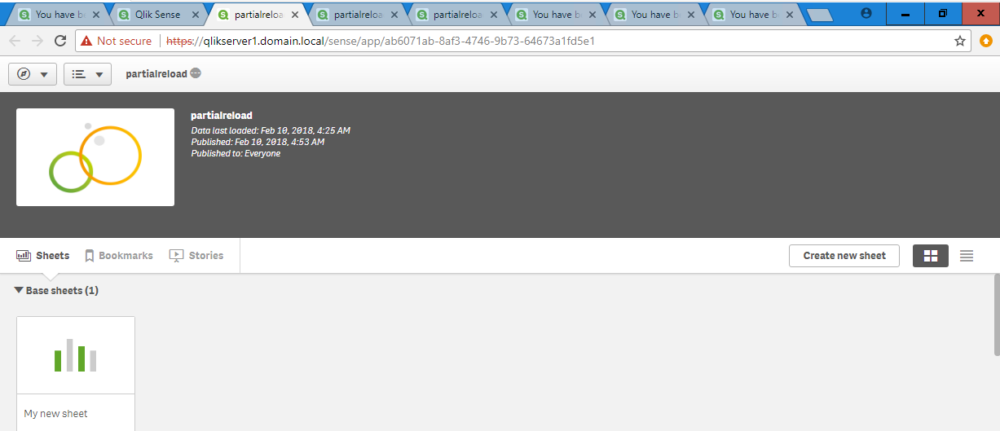 You have b
Qlik Sense
partialreloa
partialreloa
partialreloa
You have b
You have b
You have b
Not secure
https://qlikserver1.domain.local/sense/app/ab6071ab-8af3-4746-9b73-64673a1fd5e1
partialreload
partialreload
Data last loaded: Feb 10, 2018, 4:25 AM
Published: Feb 10, 2018, 4:53 AM
Published to: Everyone
Sheets
Bookmarks
Stories
Create new sheet
Base sheets (1)
My new sheet